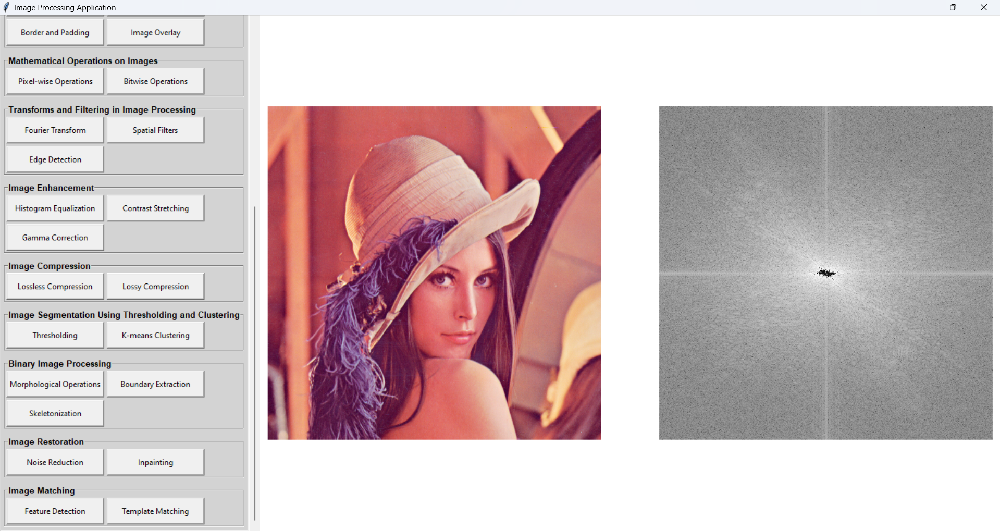 Image Processing Application
Border and Padding
Image Overlay
Mathematical Operations on Images
Pixel-wise Operations
Bitwise Operations
Transforms and Filtering in Image Processing
Fourier Transform
Spatial Filters
Edge Detection
Image Enhancement
Histogram Equalization
Contrast Stretching
Gamma Correction
Image Compression
Lossless Compression
Lossy Compression
Image Segmentation Using Thresholding and Clustering
Thresholding
K-means Clustering
Binary Image Processing
Morphological Operations
Boundary Extraction
Skeletonization
Image Restoration
Noise Reduction
Inpainting
Image Matching
Feature Detection
Template Matching